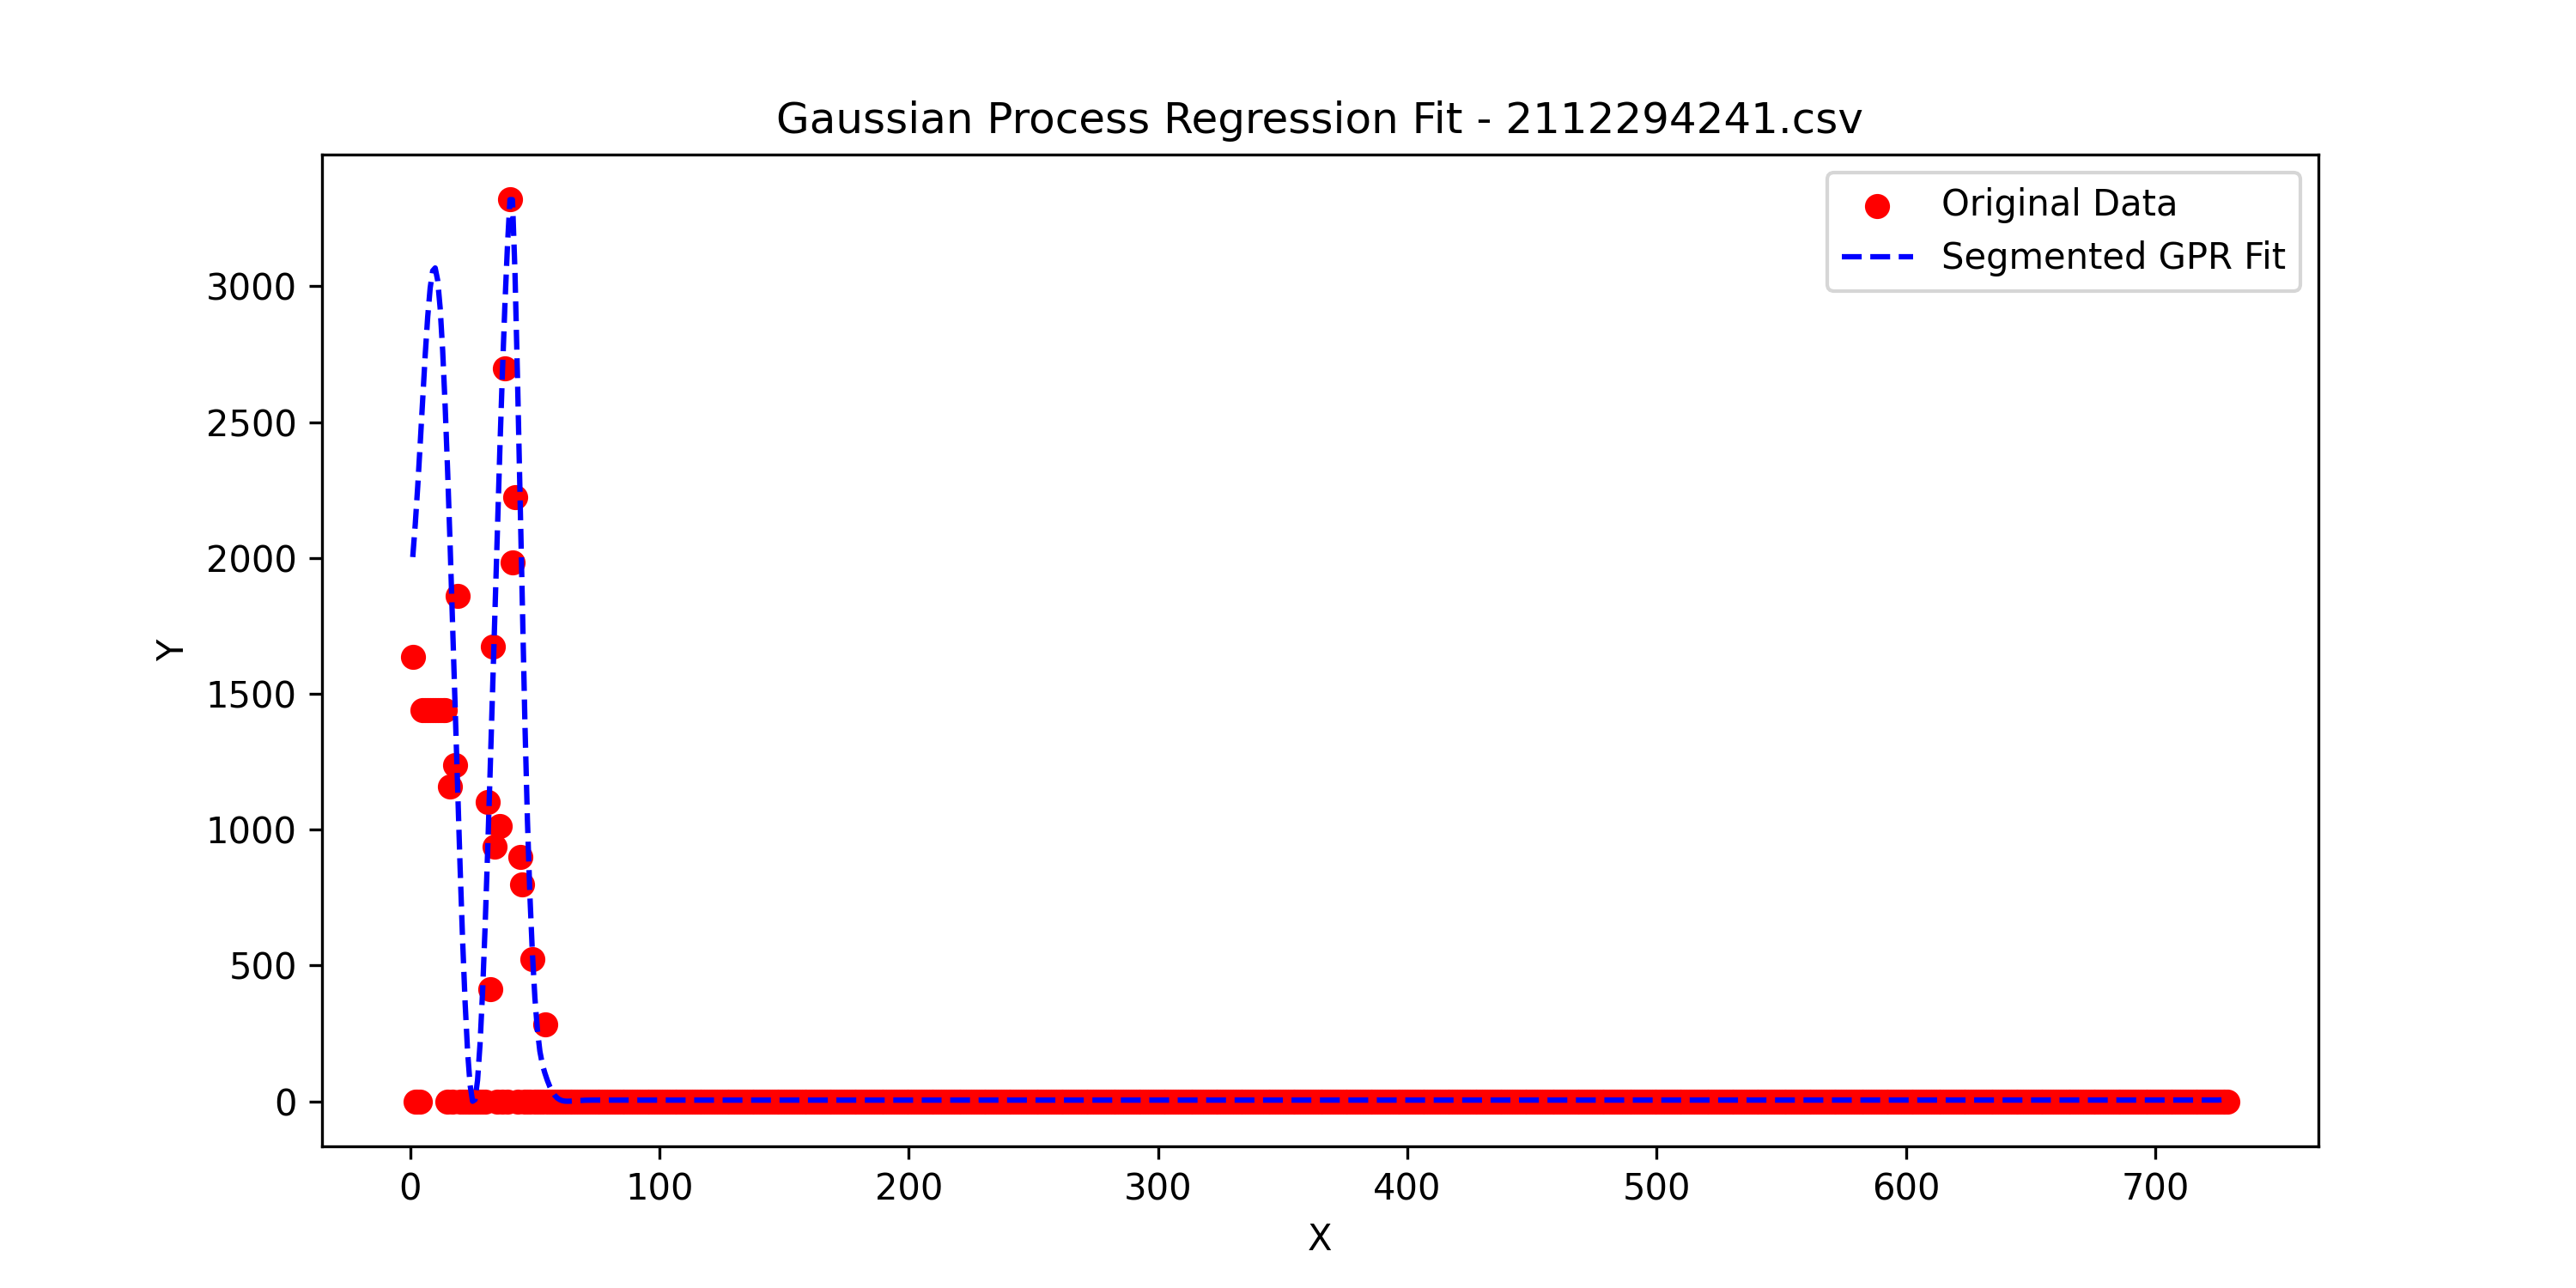 Gaussian Process Regression Fit - 2112294241.csv
Original Data
Segmented GPR Fit
3000
2500
2000
1500
1000
500
0
Y
0 100 200 300 400 500 600 700
X